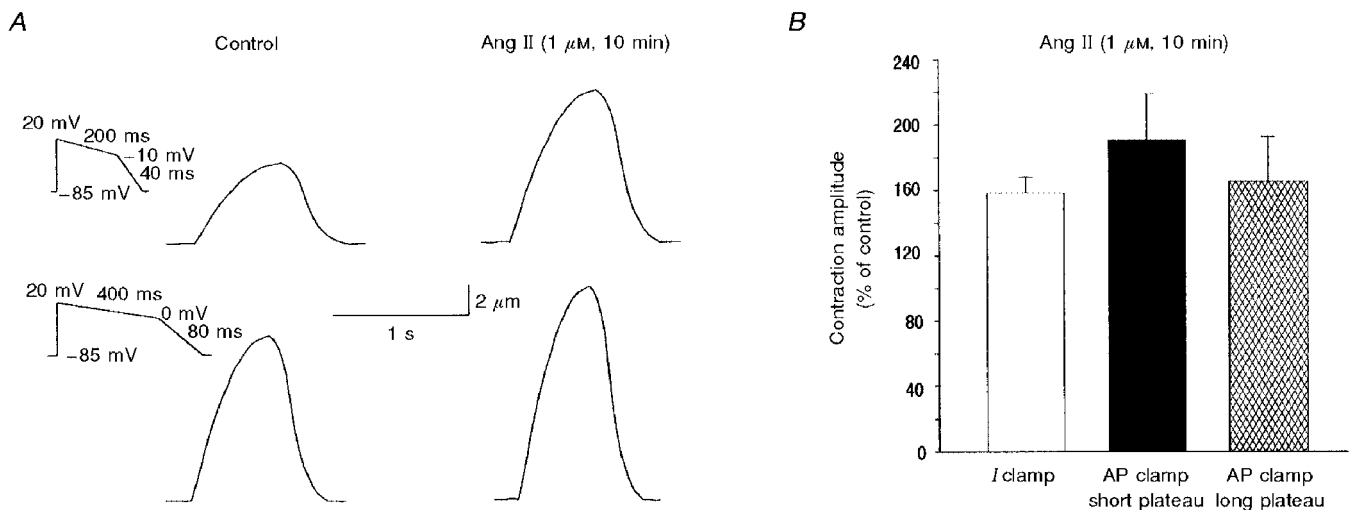 A
Control
Ang II (1 μM, 10 min)
20 mV
200 ms
−10 mV
40 ms
−85 mV
20 mV
400 ms
0 mV
80 ms
−85 mV
2 μm
1 s
B
Ang II (1 μM, 10 min)
Contraction amplitude
(% of control)
240
200
160
120
80
40
0
I clamp
AP clamp
short plateau
AP clamp
long plateau